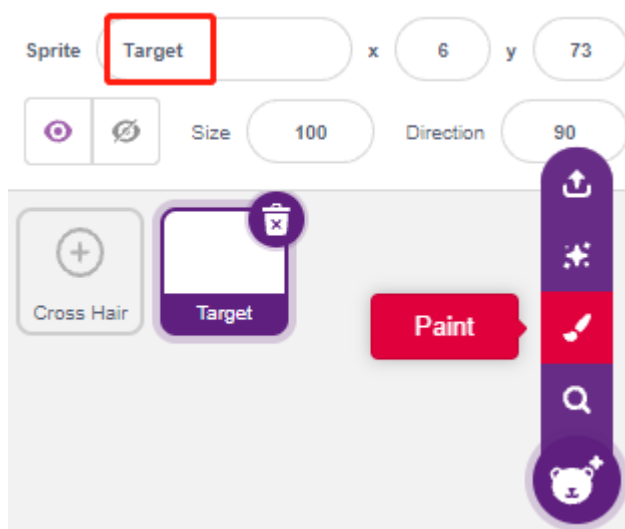 Sprite Target x 6 y 73
Size 100 Direction 90
Cross Hair Target
Paint